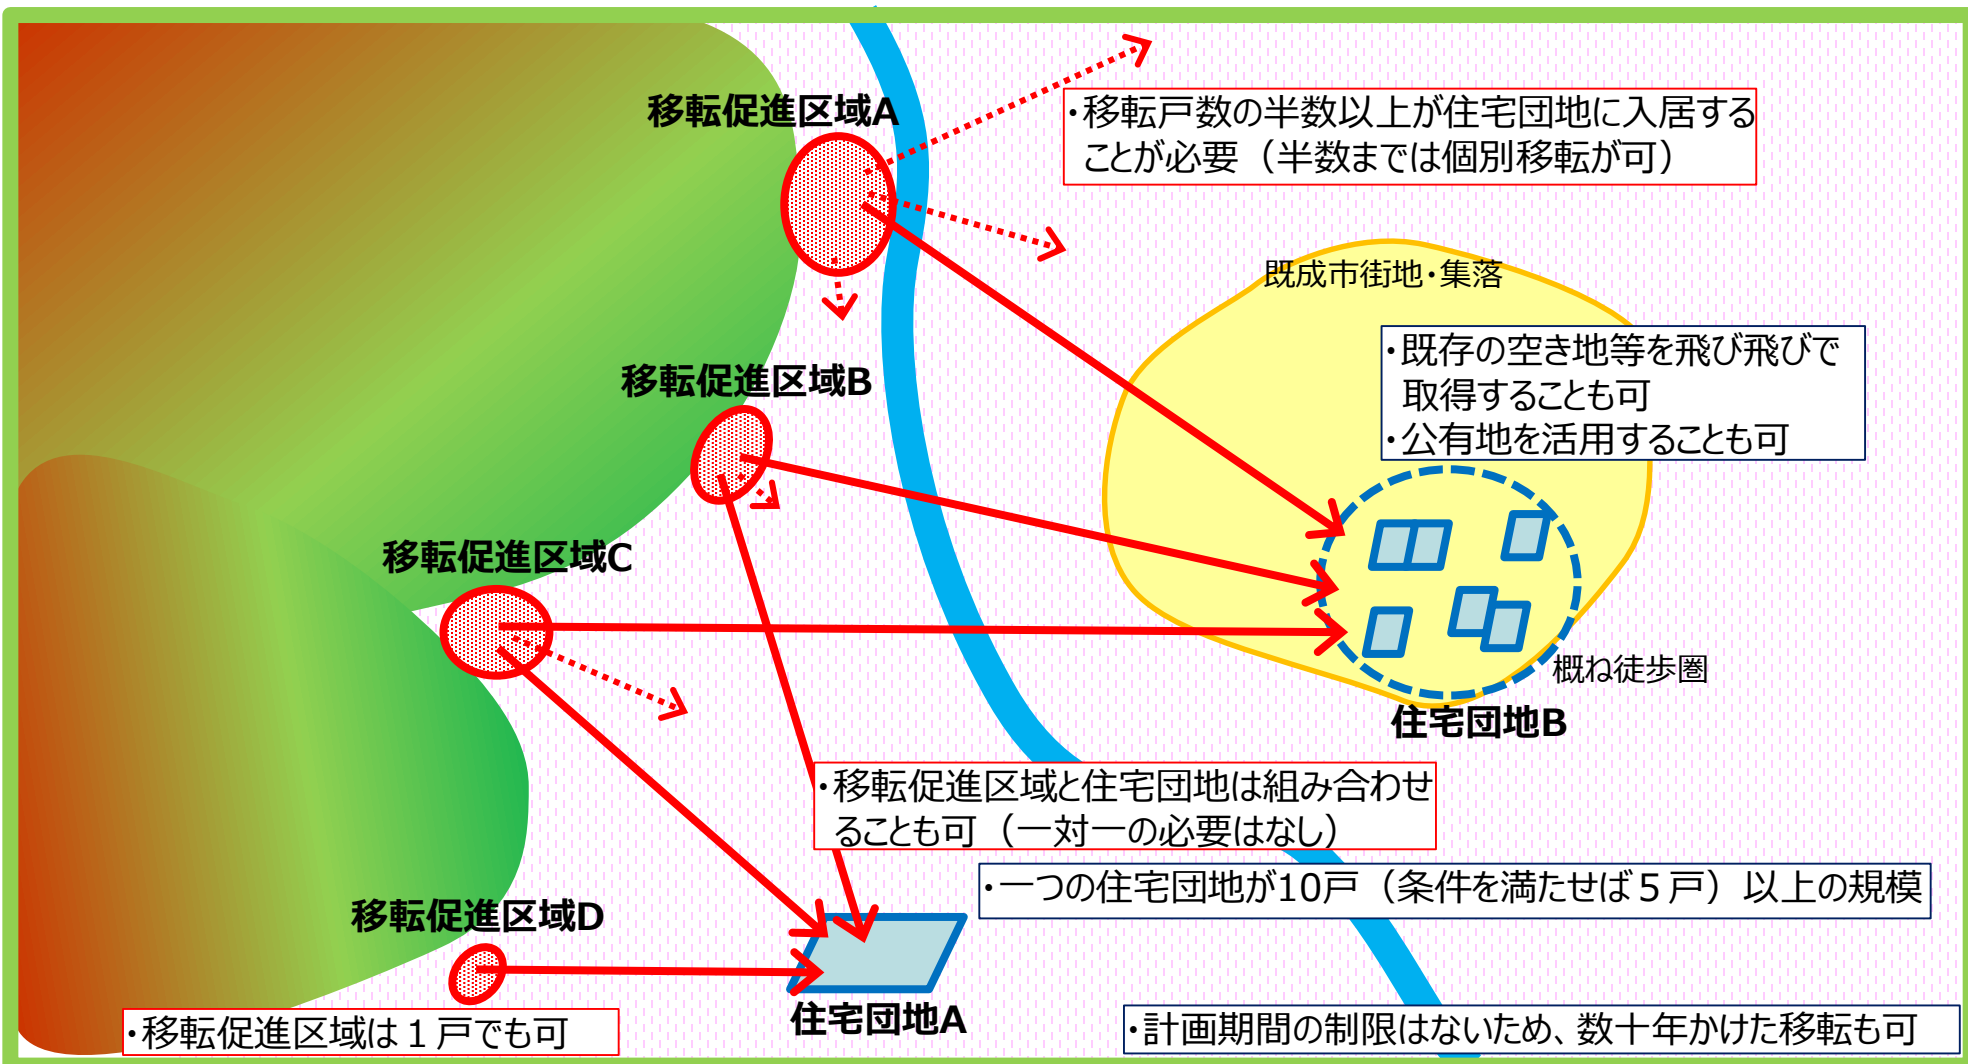 移転促進区域A
・移転戸数の半数以上が住宅団地に入居する
ことが必要（半数までは個別移転が可）
既成市街地・集落
・既存の空き地等を飛び飛びで
取得することも可
・公有地を活用することも可
移転促進区域B
移転促進区域C
概ね徒歩圏
住宅団地B
・移転促進区域と住宅団地は組み合わせ
ることも可（一対一の必要はなし）
・一つの住宅団地が10戸（条件を満たせば５戸）以上の規模
移転促進区域D
住宅団地A
・移転促進区域は１戸でも可
・計画期間の制限はないため、数十年かけた移転も可